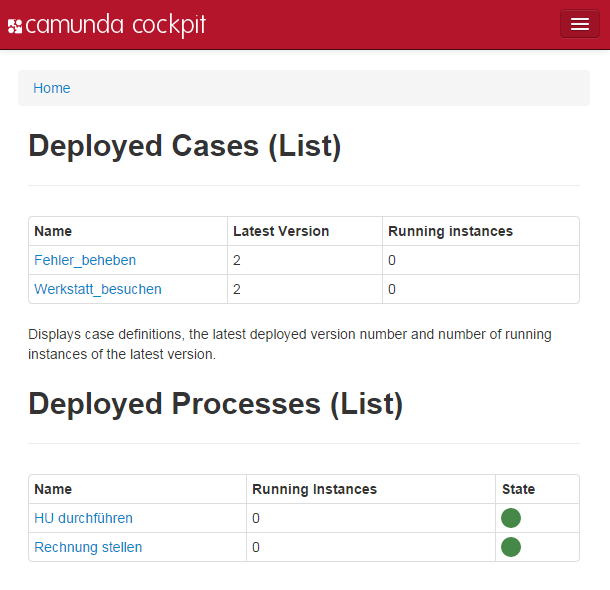 camunda cockpit
Home
Deployed Cases (List)
Name Latest Version Running instances
Fehler_beheben 2 0
Werkstatt_besuchen 2 0
Displays case definitions, the latest deployed version number and number of running
instances of the latest version.
Deployed Processes (List)
Name Running Instances State
HU durchführen 0
Rechnung stellen 0